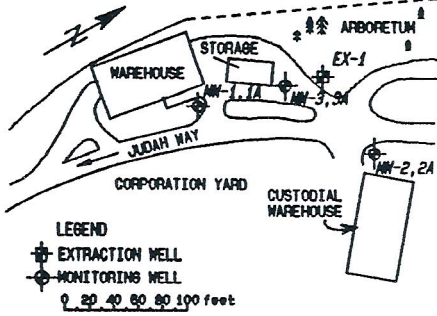 N
ARBORETUM
STORAGE
EX-1
WAREHOUSE
MW-1,1A
MW-3,3A
JUDAH WAY
MW-2,2A
CORPORATION YARD
CUSTODIAL
WAREHOUSE
LEGEND
EXTRACTION WELL
MONITORING WELL
0 20 40 60 80 100 feet